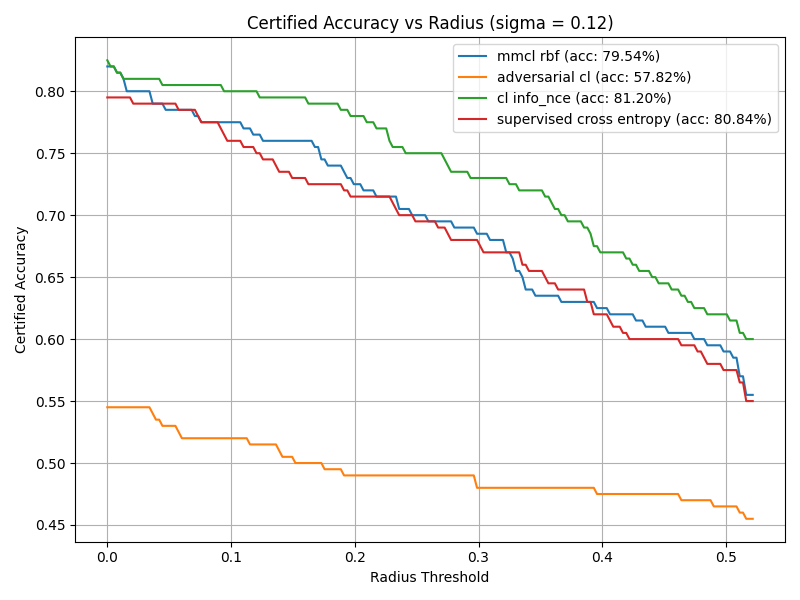 Certified Accuracy vs Radius (sigma = 0.12)
mmcl rbf (acc: 79.54%)
adversarial cl (acc: 57.82%)
cl info_nce (acc: 81.20%)
supervised cross entropy (acc: 80.84%)
Certified Accuracy
0.80
0.75
0.70
0.65
0.60
0.55
0.50
0.45
0.0 0.1 0.2 0.3 0.4 0.5
Radius Threshold